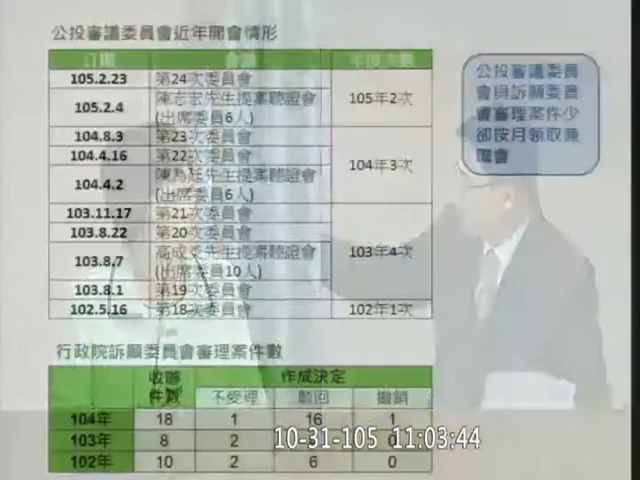 公投審議委員會近年開會情形
日期 會議 年度次數
105.2.23 第24次委員會
105.2.4 陳志宏先生提案聽證會
(出席委員6人)
105年2次
104.8.3 第23次委員會
104.4.16 第22次委員會
104.4.2 陳為廷先生提案聽證會
(出席委員6人)
104年3次
103.11.17 第21次委員會
103.8.22 第20次委員會
103.8.7 高成炎先生提案聽證會
(出席委員10人)
103.8.1 第19次委員會
103年4次
102.5.16 第18次委員會 102年1次
公投審議委員
會與訴願委員
會審理案件少
卻按月領取兼
職會
行政院訴願委員會審理案件數
收辦
件數
作成決定
不受理 駁回 撤銷
104年 18 1 16 1
103年 8 2 0
102年 10 2 6 0
10-31-105 11:03:44